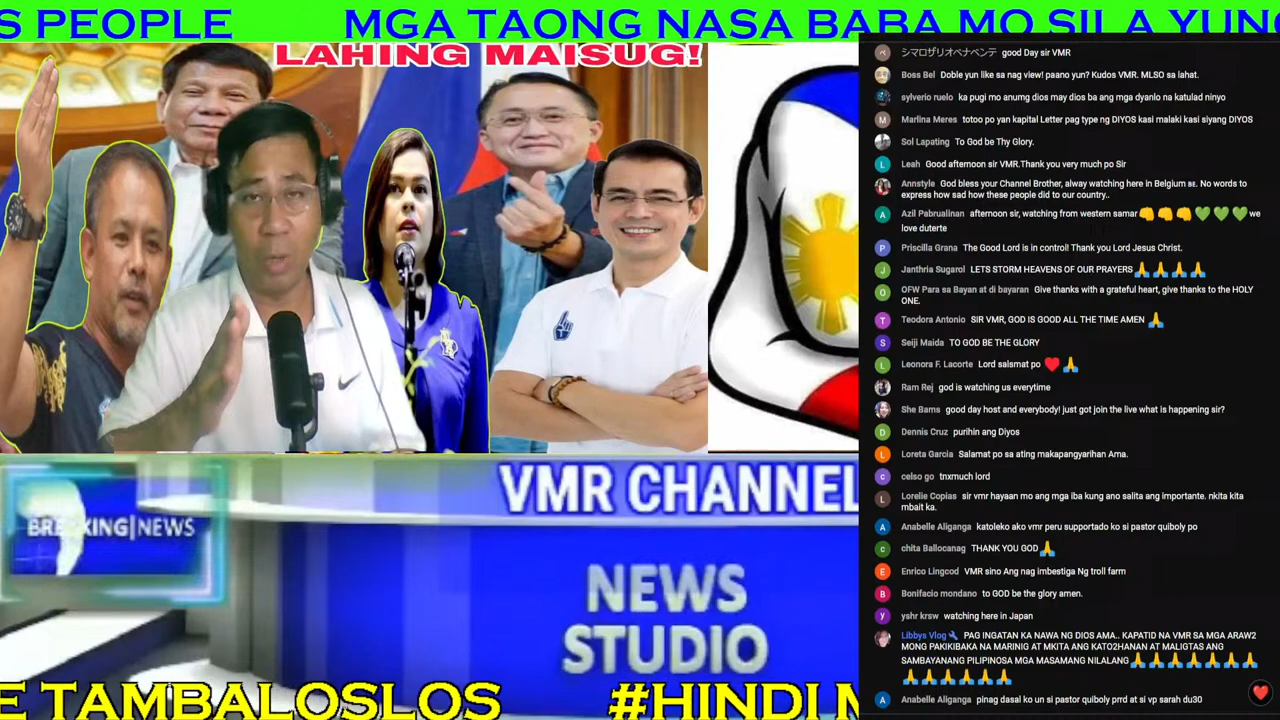 S PEOPLE MGA TAONG NASA BABA MO SILA YUNG
LAHING MAISUG!
BREAKING|NEWS
VMR CHANNEL
NEWS
STUDIO
E TAMBALOSLOS #HINDI M
シマロザリオベナベンテ good Day sir VMR
Boss Bel Doble yun like sa nag view! paano yun? Kudos VMR. MLSO sa lahat.
sylverio ruelo ka pugi mo anumg dios may dios ba ang mga dyanlo na katulad ninyo
Marlina Meres totoo po yan kapital Letter pag type ng DIYOS kasi malaki kasi siyang DIYOS
Sol Lapating To God be Thy Glory.
L Leah Good afternoon sir VMR.Thank you very much po Sir
Annstyle God bless your Channel Brother, alway watching here in Belgium BE. No words to
express how sad how these people did to our country..
A Azil Pabrualinan afternoon sir, watching from western samar👊👊👊💚💚💚we
love duterte
P Priscilla Grana The Good Lord is in control! Thank you Lord Jesus Christ.
J Janthria Sugarol LETS STORM HEAVENS OF OUR PRAYERS🙏🙏🙏🙏
O OFW Para sa Bayan at di bayaran Give thanks with a grateful heart, give thanks to the HOLY
ONE.
T Teodora Antonio SIR VMR, GOD IS GOOD ALL THE TIME AMEN 🙏
S Seiji Maida TO GOD BE THE GLORY
L Leonora F. Lacorte Lord salsmat po ❤️🙏
Ram Rej god is watching us everytime
She Bams good day host and everybody! just got join the live what is happening sir?
D Dennis Cruz purihin ang Diyos
L Loreta Garcia Salamat po sa ating makapangyarihan Ama.
c celso go tnxmuch lord
L Lorelie Copias sir vmr hayaan mo ang mga iba kung ano salita ang importante. nkita kita
mbait ka.
A Anabelle Aliganga katoleko ako vmr peru supportado ko si pastor quiboly po
c chita Ballocanag THANK YOU GOD🙏
E Enrico Lingcod VMR sino Ang nag imbestiga Ng troll farm
B Bonifacio mondano to GOD be the glory amen.
y yshr krsw watching here in Japan
Libbys Vlog 🔧 PAG INGATAN KA NAWA NG DIOS AMA.. KAPATID NA VMR SA MGA ARAW2
MONG PAKIKIBAKA NA MARINIG AT MKITA ANG KATO2HANAN AT MALIGTAS ANG
SAMBAYANANG PILIPINOSA MGA MASAMANG NILALANG🙏🙏🙏🙏🙏🙏🙏
🙏🙏🙏🙏🙏🙏
A Anabelle Aliganga pinag dasal ko un si pastor quiboly prrd at si vp sarah du30